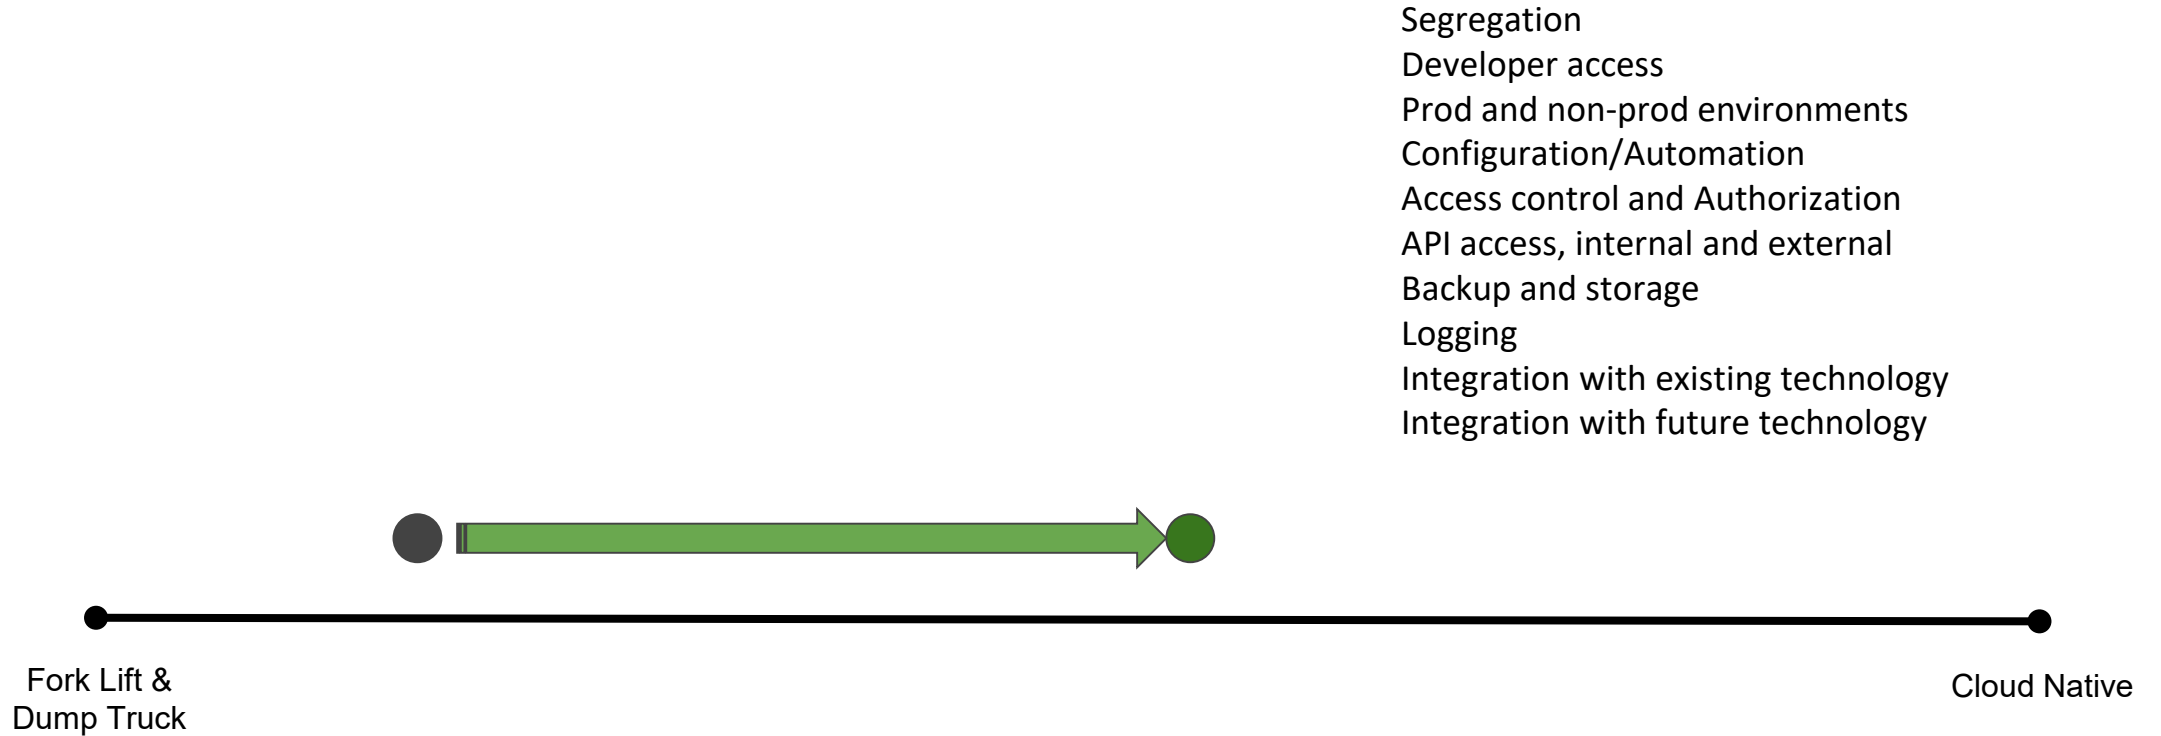 Segregation
Developer access
Prod and non-prod environments
Configuration/Automation
Access control and Authorization
API access, internal and external
Backup and storage
Logging
Integration with existing technology
Integration with future technology
Fork Lift &
Dump Truck
Cloud Native